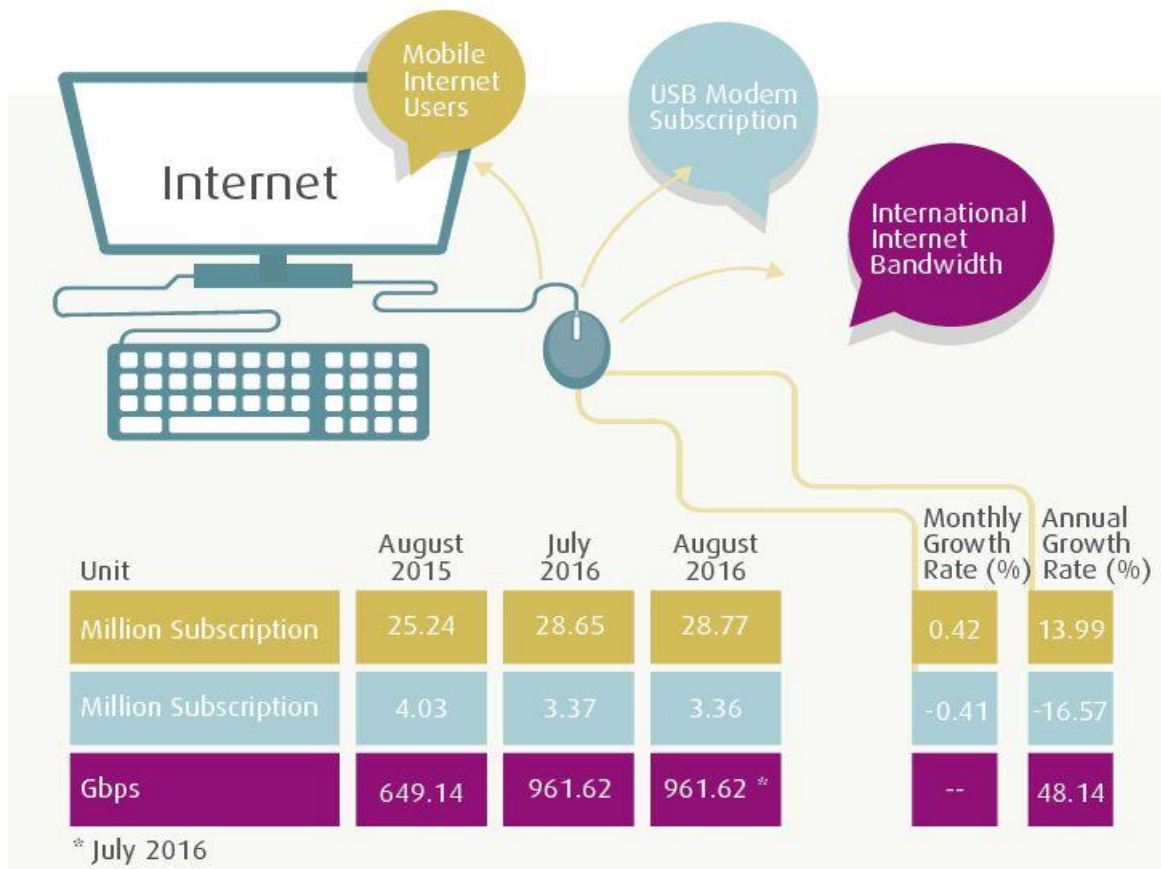 Mobile
Internet
Users
USB Modem
Subscription
Internet
International
Internet
Bandwidth
Unit
August
2015
July
2016
August
2016
Monthly
Growth
Rate (%)
Annual
Growth
Rate (%)
Million Subscription 25.24 28.65 28.77 0.42 13.99
Million Subscription 4.03 3.37 3.36 -0.41 -16.57
Gbps 649.14 961.62 961.62 * -- 48.14
* July 2016